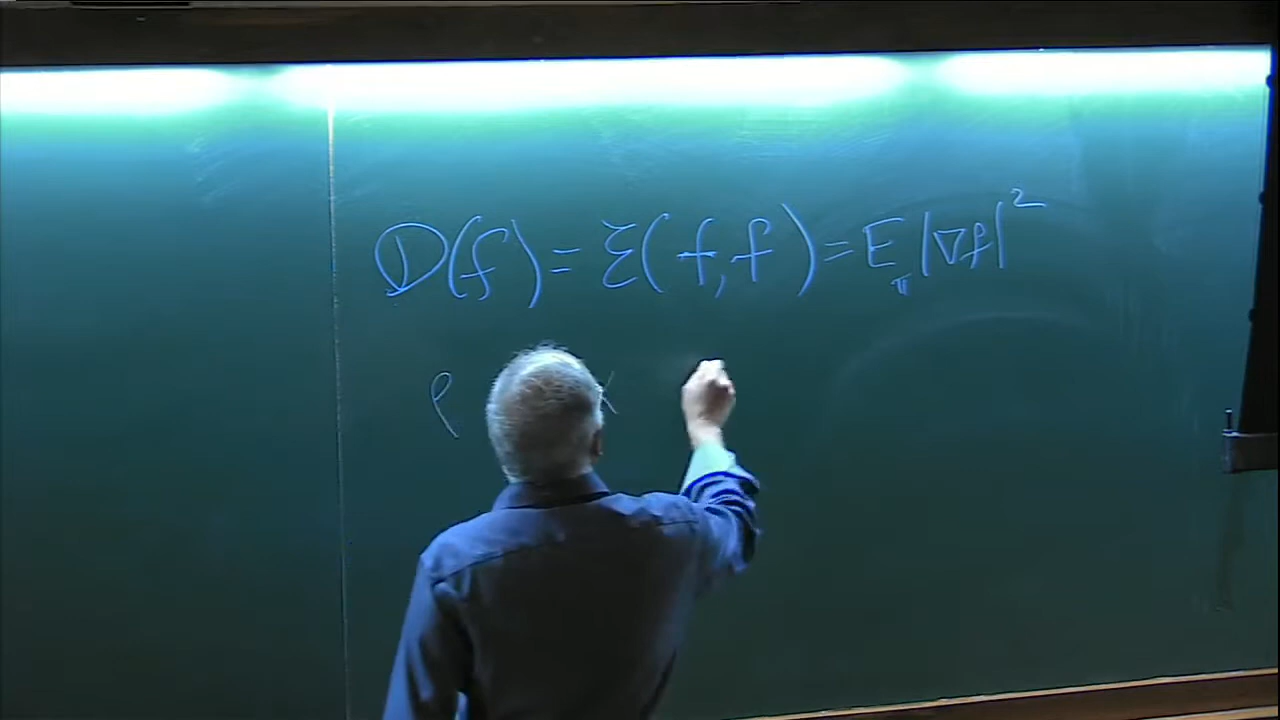 D(f) = ℰ(f,f) = E_π |∇f|²
ρ